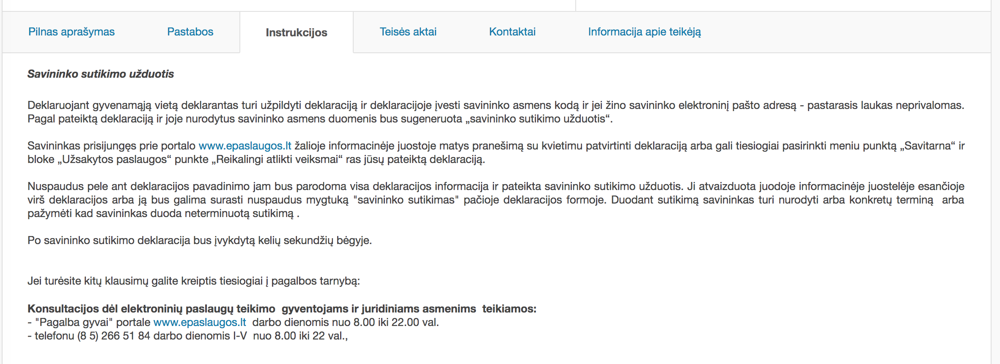 Pilnas aprašymas Pastabos Instrukcijos Teisės aktai Kontaktai Informacija apie teikėją
Savininko sutikimo užduotis
Deklaruojant gyvenamąją vietą deklarantas turi užpildyti deklaraciją ir deklaracijoje įvesti savininko asmens kodą ir jei žino savininko elektroninį pašto adresą - pastarasis laukas neprivalomas.
Pagal pateiktą deklaraciją ir joje nurodytus savininko asmens duomenis bus sugeneruota „savininko sutikimo užduotis“.
Savininkas prisijungęs prie portalo www.epaslaugos.lt žalioje informacinėje juostoje matys pranešimą su kvietimu patvirtinti deklaraciją arba gali tiesiogiai pasirinkti meniu punktą „Savitarna“ ir
bloke „Užsakytos paslaugos“ punkte „Reikalingi atlikti veiksmai“ ras jūsų pateiktą deklaraciją.
Nuspaudus pele ant deklaracijos pavadinimo jam bus parodoma visa deklaracijos informacija ir pateikta savininko sutikimo užduotis. Ji atvaizduota juodoje informacinėje juostelėje esančioje
virš deklaracijos arba ją bus galima surasti nuspaudus mygtuką "savininko sutikimas" pačioje deklaracijos formoje. Duodant sutikimą savininkas turi nurodyti arba konkretų terminą  arba
pažymėti kad savininkas duoda neterminuotą sutikimą .
Po savininko sutikimo deklaracija bus įvykdytą kelių sekundžių bėgyje.
Jei turėsite kitų klausimų galite kreiptis tiesiogiai į pagalbos tarnybą:
Konsultacijos dėl elektroninių paslaugų teikimo  gyventojams ir juridiniams asmenims  teikiamos:
- "Pagalba gyvai" portale www.epaslaugos.lt  darbo dienomis nuo 8.00 iki 22.00 val.
- telefonu (8 5) 266 51 84 darbo dienomis I-V  nuo 8.00 iki 22 val.,